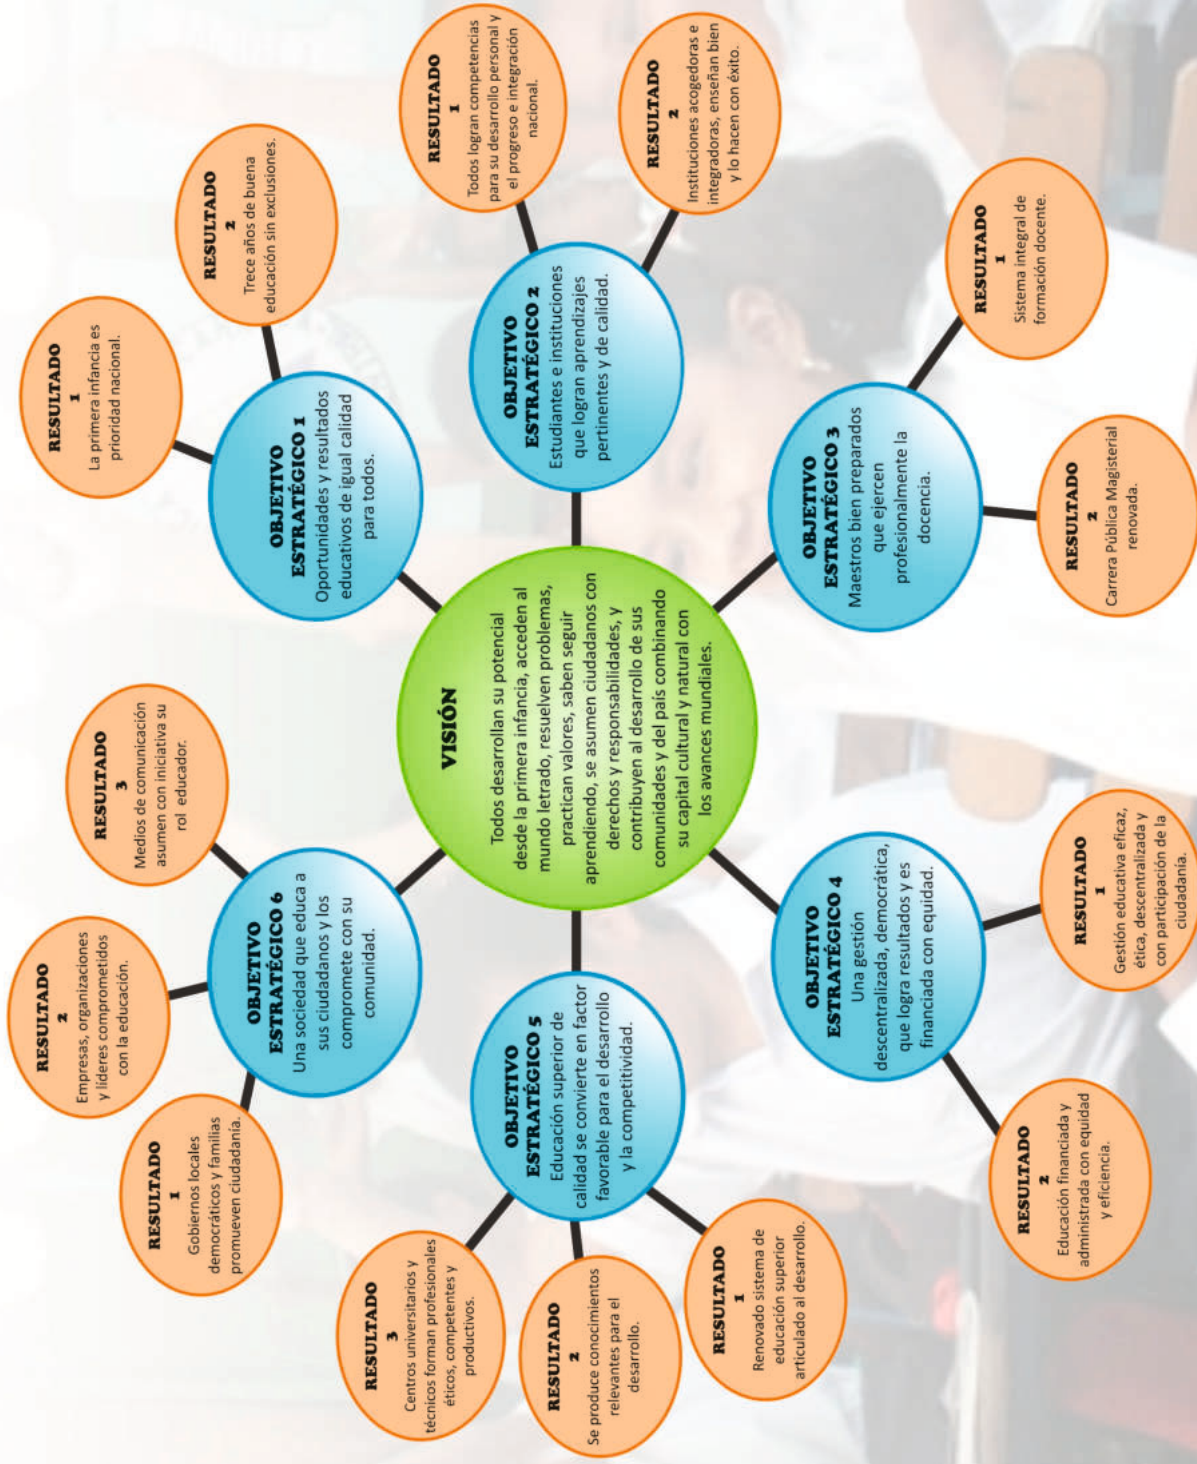 VISIÓN
Todos desarrollan su potencial
desde la primera infancia, acceden al
mundo letrado, resuelven problemas,
practican valores, saben seguir
aprendiendo, se asumen ciudadanos con
derechos y responsabilidades, y
contribuyen al desarrollo de sus
comunidades y del país combinando
su capital cultural y natural con
los avances mundiales.
OBJETIVO
ESTRATÉGICO 1
Oportunidades y resultados
educativos de igual calidad
para todos.
RESULTADO
1
La primera infancia es
prioridad nacional.
RESULTADO
2
Trece años de buena
educación sin exclusiones.
OBJETIVO
ESTRATÉGICO 2
Estudiantes e instituciones
que logran aprendizajes
pertinentes y de calidad.
RESULTADO
1
Todos logran competencias
para su desarrollo personal y
el progreso e integración
nacional.
RESULTADO
2
Instituciones acogedoras e
integradoras, enseñan bien
y lo hacen con éxito.
OBJETIVO
ESTRATÉGICO 3
Maestros bien preparados
que ejercen
profesionalmente la
docencia.
RESULTADO
1
Sistema integral de
formación docente.
RESULTADO
2
Carrera Pública Magisterial
renovada.
OBJETIVO
ESTRATÉGICO 4
Una gestión
descentralizada, democrática,
que logra resultados y es
financiada con equidad.
RESULTADO
1
Gestión educativa eficaz,
ética, descentralizada y
con participación de la
ciudadanía.
RESULTADO
2
Educación financiada y
administrada con equidad
y eficiencia.
OBJETIVO
ESTRATÉGICO 5
Educación superior de
calidad se convierte en factor
favorable para el desarrollo
y la competitividad.
RESULTADO
1
Renovado sistema de
educación superior
articulado al desarrollo.
RESULTADO
2
Se produce conocimientos
relevantes para el
desarrollo.
RESULTADO
3
Centros universitarios y
técnicos forman profesionales
éticos, competentes y
productivos.
OBJETIVO
ESTRATÉGICO 6
Una sociedad que educa a
sus ciudadanos y los
compromete con su
comunidad.
RESULTADO
1
Gobiernos locales
democráticos y familias
promueven ciudadanía.
RESULTADO
2
Empresas, organizaciones
y líderes comprometidos
con la educación.
RESULTADO
3
Medios de comunicación
asumen con iniciativa su
rol educador.